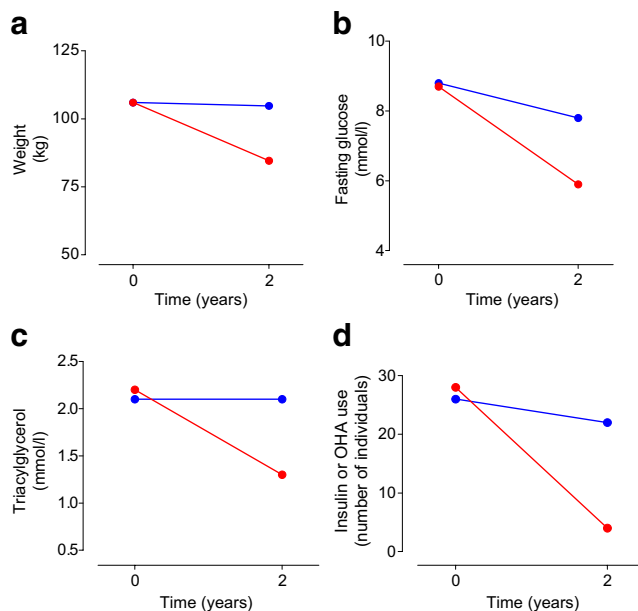 a
125
100
75
50
Weight
(kg)
0
2
Time (years)
b
10
8
6
4
Fasting glucose
(mmol/l)
0
2
Time (years)
c
2.5
2.0
1.5
1.0
0.5
Triacylglycerol
(mmol/l)
0
2
Time (years)
d
30
20
10
0
Insulin or OHA use
(number of individuals)
0
2
Time (years)